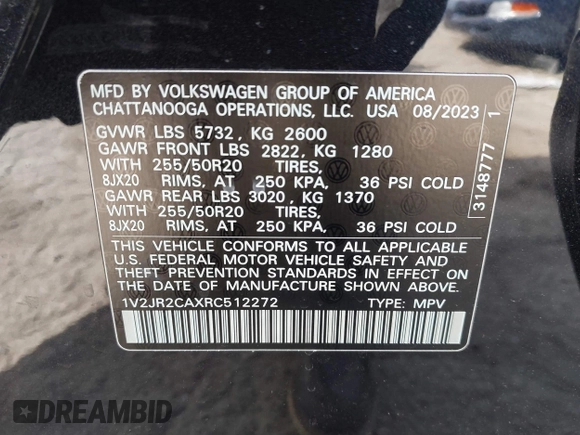 MFD BY VOLKSWAGEN GROUP OF AMERICA
CHATTANOOGA OPERATIONS, LLC. USA 08/2023
GVWR LBS 5732, KG 2600
GAWR FRONT LBS 2822, KG 1280
WITH 255/50R20 TIRES,
8JX20 RIMS, AT 250 KPA, 36 PSI COLD
GAWR REAR LBS 3020, KG 1370
WITH 255/50R20 TIRES,
8JX20 RIMS, AT 250 KPA, 36 PSI COLD
THIS VEHICLE CONFORMS TO ALL APPLICABLE
U.S. FEDERAL MOTOR VEHICLE SAFETY AND
THEFT PREVENTION STANDARDS IN EFFECT ON
THE DATE OF MANUFACTURE SHOWN ABOVE.
1V2JR2CAXRC512272 TYPE: MPV
3148777 1
DREAMBID